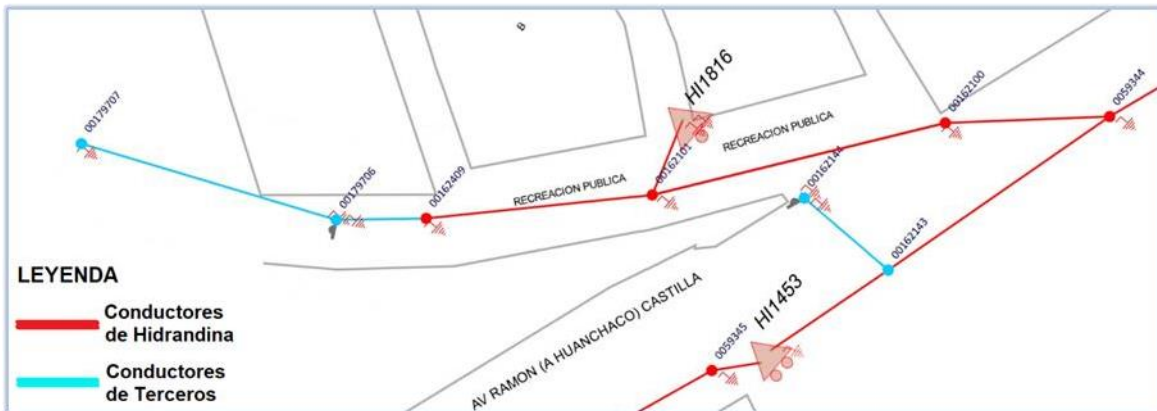 B
HI1816
00162100
0059344
00179707
RECREACION PUBLICA
00162101
00179706
00162409
RECREACION PUBLICA
00162143
LEYENDA
Conductores
de Hidrandina
Conductores
de Terceros
HI1453
0059345
AV RAMON (A HUANCHACO) CASTILLA